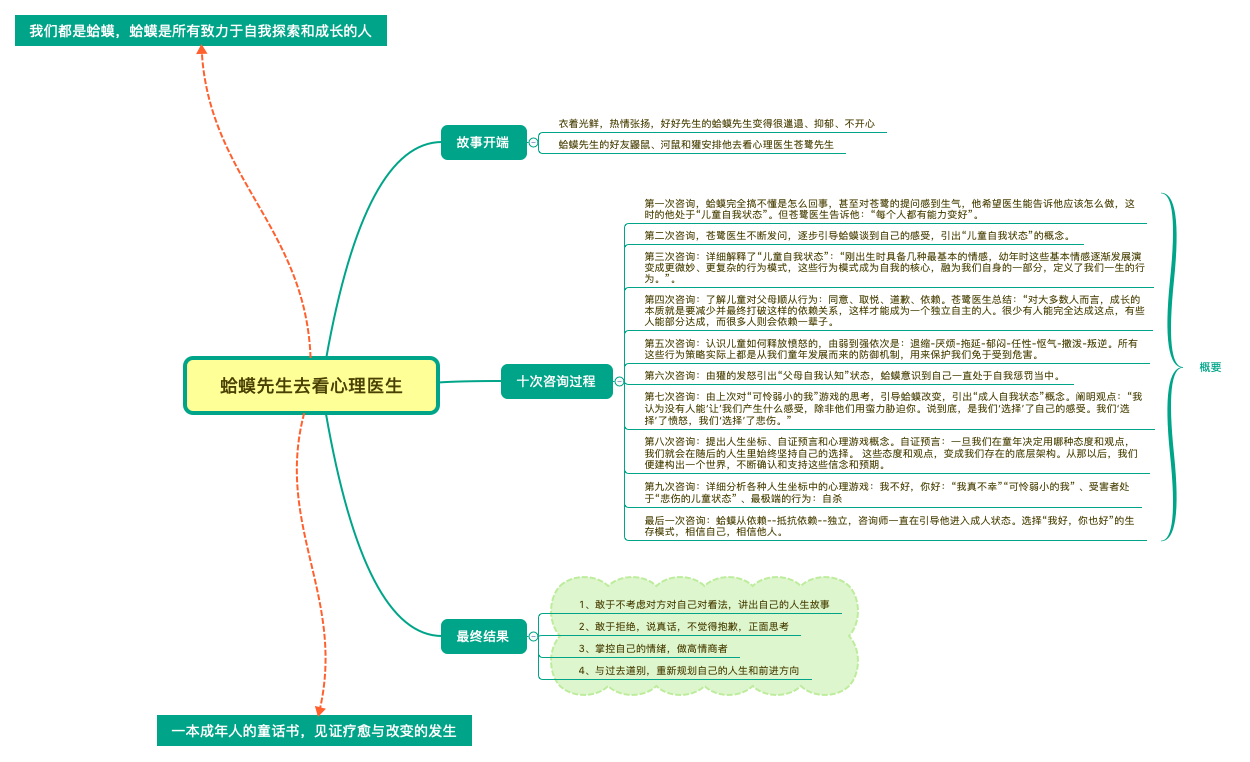 我们都是蛤蟆，蛤蟆是所有致力于自我探索和成长的人
故事开端
衣着光鲜，热情张扬，好好先生的蛤蟆先生变得很邋遢、抑郁、不开心
蛤蟆先生的好友鼹鼠、河鼠和獾安排他去看心理医生苍鹭先生
蛤蟆先生去看心理医生
十次咨询过程
第一次咨询，蛤蟆完全搞不懂是怎么回事，甚至对苍鹭的提问感到生气，他希望医生能告诉他应该怎么做，这
时的他处于“儿童自我状态”。但苍鹭医生告诉他：“每个人都有能力变好”。
第二次咨询，苍鹭医生不断发问，逐步引导蛤蟆谈到自己的感受，引出“儿童自我状态”的概念。
第三次咨询：详细解释了“儿童自我状态”：“刚出生时具备几种最基本的情感，幼年时这些基本情感逐渐发展演
变成更微妙、更复杂的行为模式，这些行为模式成为自我的核心，融为我们自身的一部分，定义了我们一生的行
为。”。
第四次咨询：了解儿童对父母顺从行为：同意、取悦、道歉、依赖。苍鹭医生总结：“对大多数人而言，成长的
本质就是要减少并最终打破这样的依赖关系，这样才能成为一个独立自主的人。很少有人能完全达成这点，有些
人能部分达成，而很多人则会依赖一辈子。
第五次咨询：认识儿童如何释放愤怒的，由弱到强依次是：退缩-厌烦-拖延-郁闷-任性-怄气-撒泼-叛逆。所有
这些行为策略实际上都是从我们童年发展而来的防御机制，用来保护我们免于受到危害。
第六次咨询：由獾的发怒引出“父母自我认知”状态，蛤蟆意识到自己一直处于自我惩罚当中。
第七次咨询：由上次对“可怜弱小的我”游戏的思考，引导蛤蟆改变，引出“成人自我状态”概念。阐明观点：“我
认为没有人能‘让’我们产生什么感受，除非他们用蛮力胁迫你。说到底，是我们‘选择’了自己的感受。我们‘选
择’了愤怒，我们‘选择’了悲伤。”
第八次咨询：提出人生坐标、自证预言和心理游戏概念。自证预言：一旦我们在童年决定用哪种态度和观点，
我们就会在随后的人生里始终坚持自己的选择。 这些态度和观点，变成我们存在的底层架构。从那以后，我们
便建构出一个世界，不断确认和支持这些信念和预期。
第九次咨询：详细分析各种人生坐标中的心理游戏：我不好，你好：“我真不幸”“可怜弱小的我” 、受害者处
于“悲伤的儿童状态” 、最极端的行为：自杀
最后一次咨询：蛤蟆从依赖--抵抗依赖--独立，咨询师一直在引导他进入成人状态。选择“我好，你也好”的生
存模式，相信自己，相信他人。
概要
最终结果
1、敢于不考虑对方对自己对看法，讲出自己的人生故事
2、敢于拒绝，说真话，不觉得抱歉，正面思考
3、掌控自己的情绪，做高情商者
4、与过去道别，重新规划自己的人生和前进方向
一本成年人的童话书，见证疗愈与改变的发生